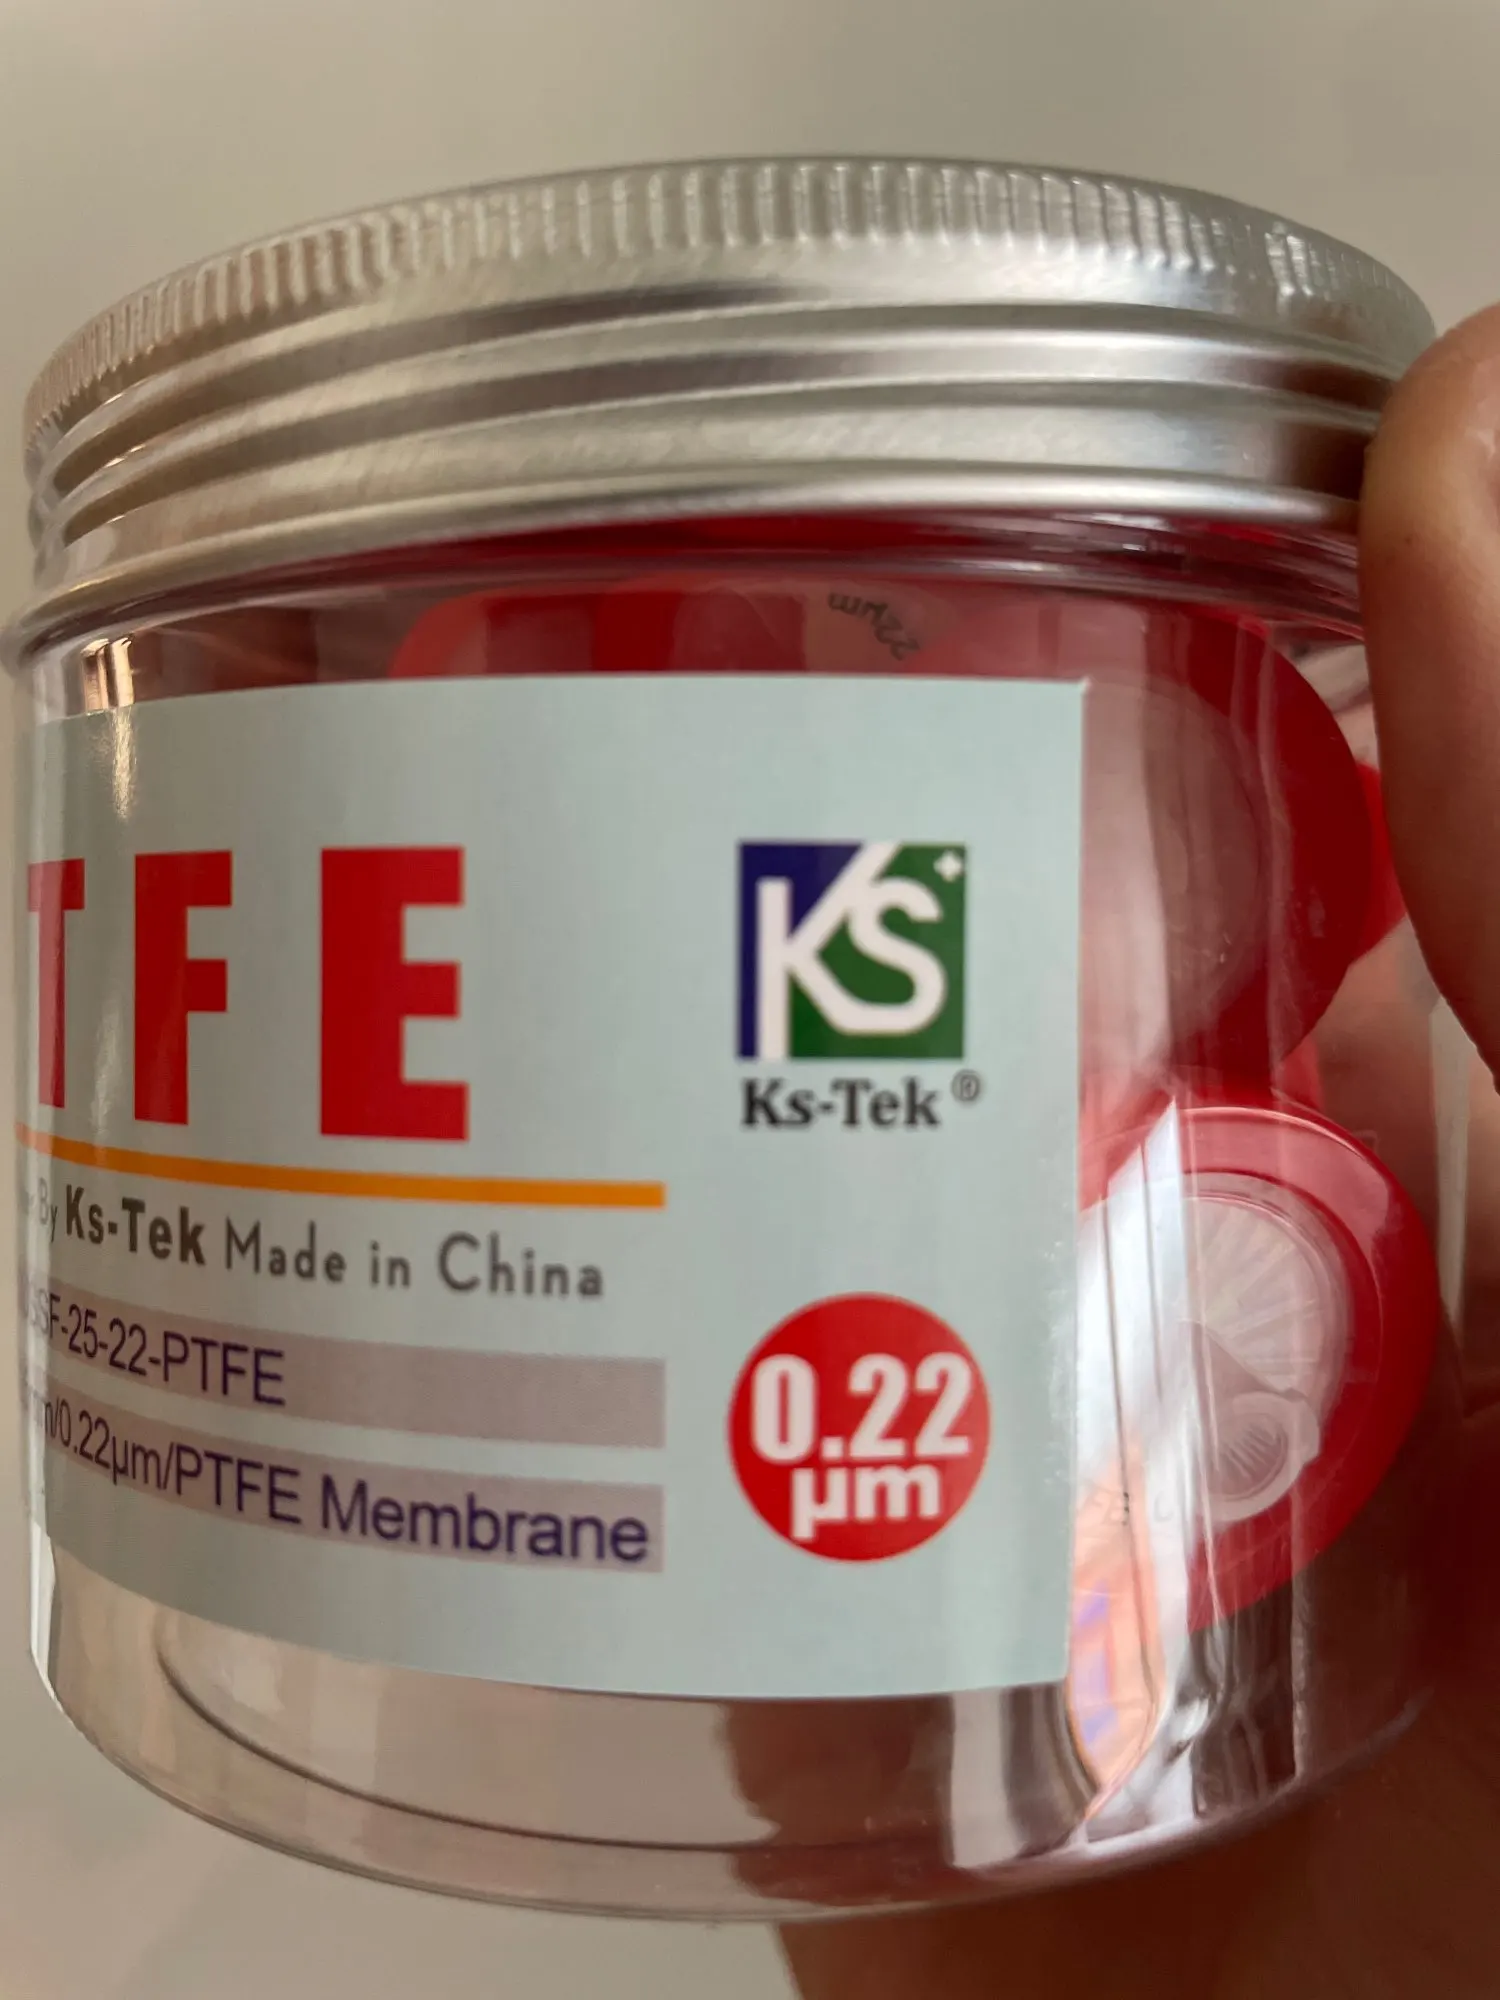 TFE
KS
Ks-Tek ®
By Ks-Tek Made in China
SSF-25-22-PTFE
m/0.22μm/PTFE Membrane
0.22
μm